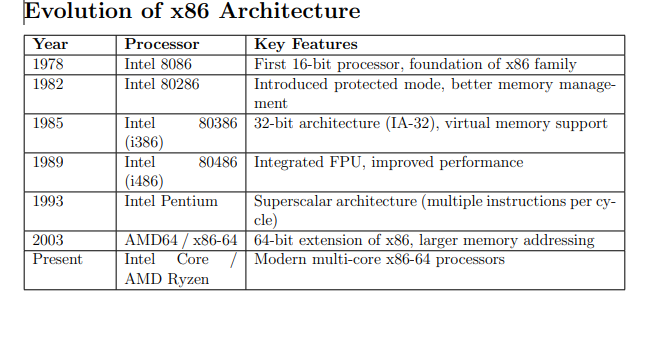 Evolution of x86 Architecture
Year Processor Key Features
1978 Intel 8086 First 16-bit processor, foundation of x86 family
1982 Intel 80286 Introduced protected mode, better memory manage-
ment
1985 Intel 80386 32-bit architecture (IA-32), virtual memory support
(i386)
1989 Intel 80486 Integrated FPU, improved performance
(i486)
1993 Intel Pentium Superscalar architecture (multiple instructions per cy-
cle)
2003 AMD64 / x86-64 64-bit extension of x86, larger memory addressing
Present Intel Core / Modern multi-core x86-64 processors
AMD Ryzen